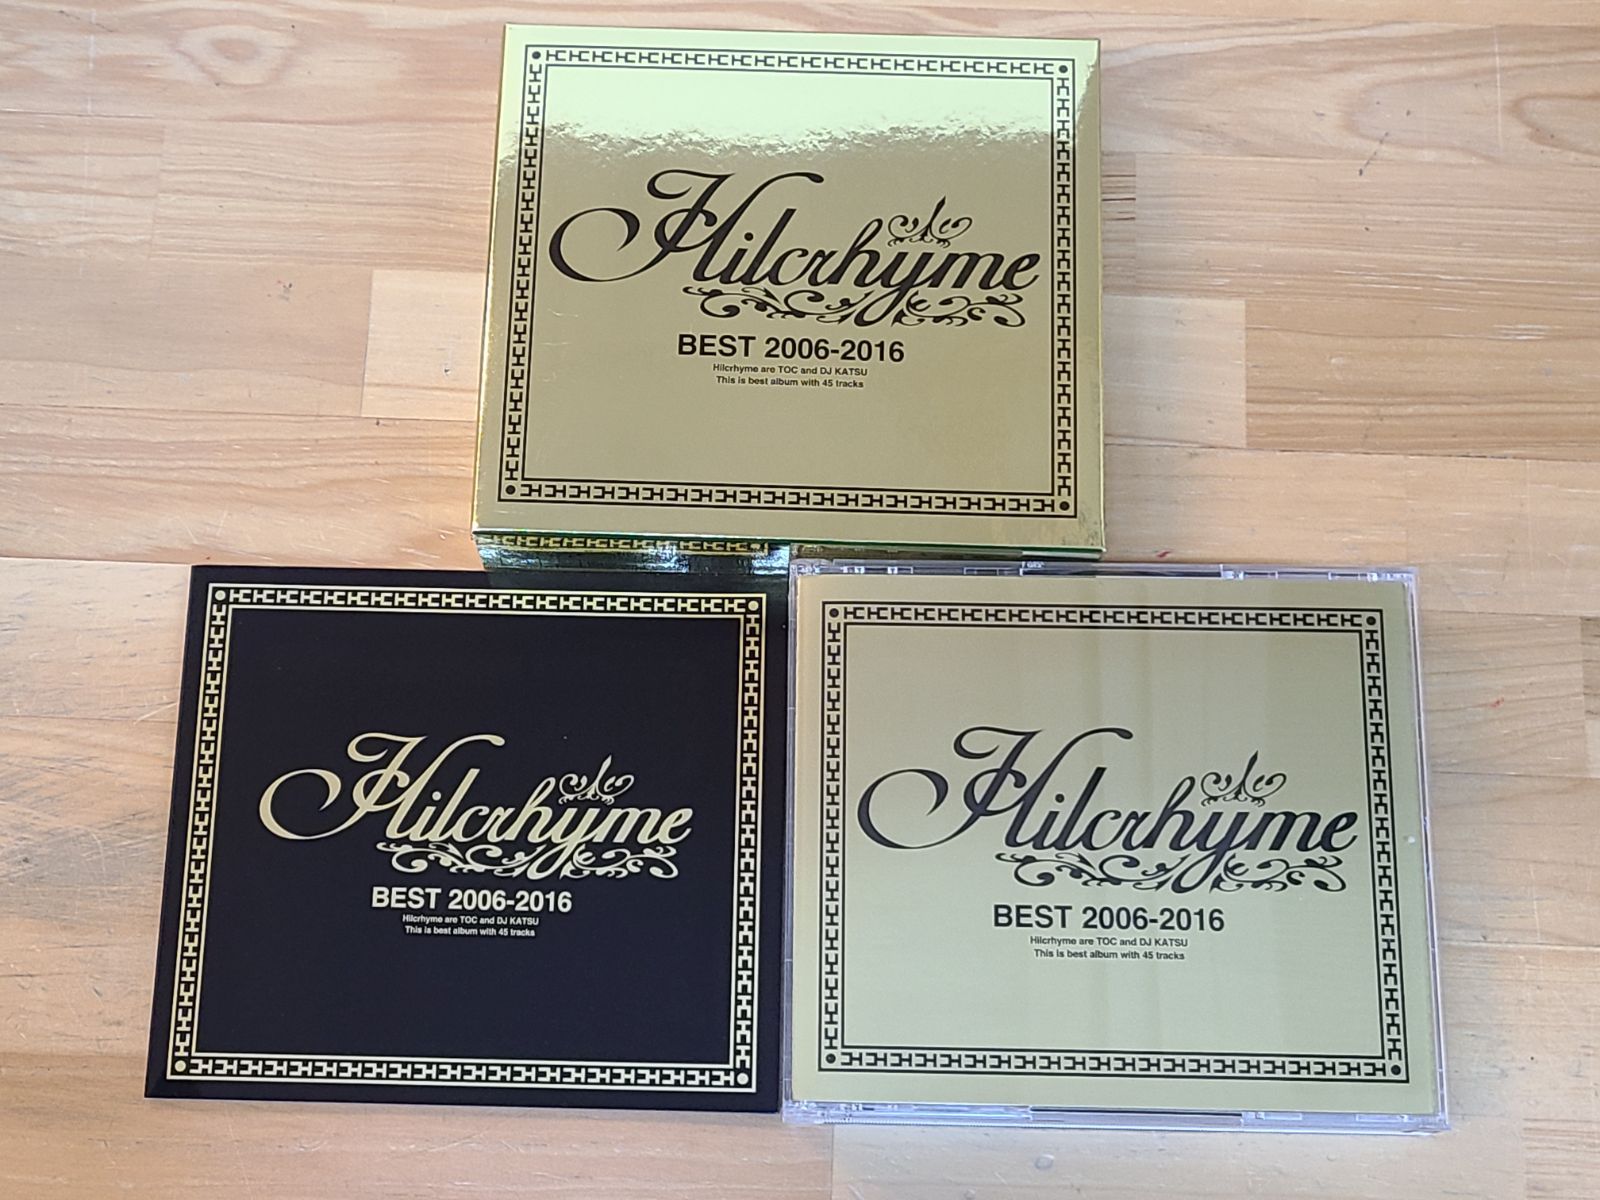 Hilcrhyme
BEST 2006-2016
Hilcrhyme are TOC and DJ KATSU
This is best album with 45 tracks
Hilcrhyme
BEST 2006-2016
Hilcrhyme are TOC and DJ KATSU
This is best album with 45 tracks
Hilcrhyme
BEST 2006-2016
Hilcrhyme are TOC and DJ KATSU
This is best album with 45 tracks